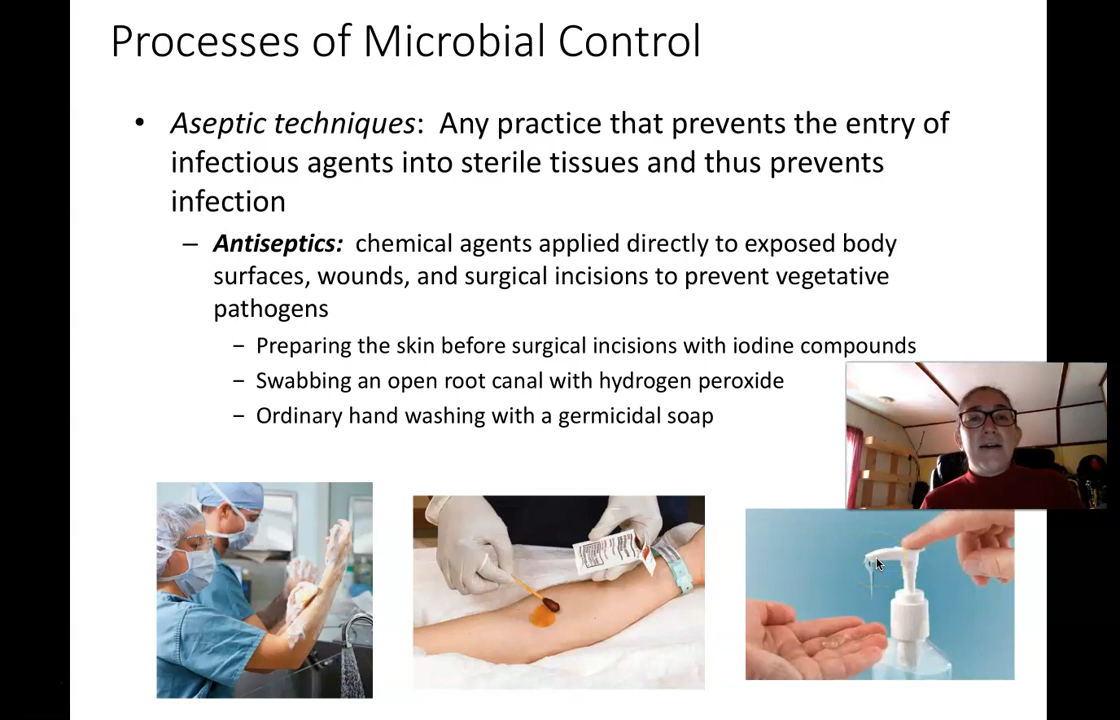 Processes of Microbial Control
• Aseptic techniques: Any practice that prevents the entry of
infectious agents into sterile tissues and thus prevents
infection
– Antiseptics: chemical agents applied directly to exposed body
surfaces, wounds, and surgical incisions to prevent vegetative
pathogens
− Preparing the skin before surgical incisions with iodine compounds
− Swabbing an open root canal with hydrogen peroxide
− Ordinary hand washing with a germicidal soap